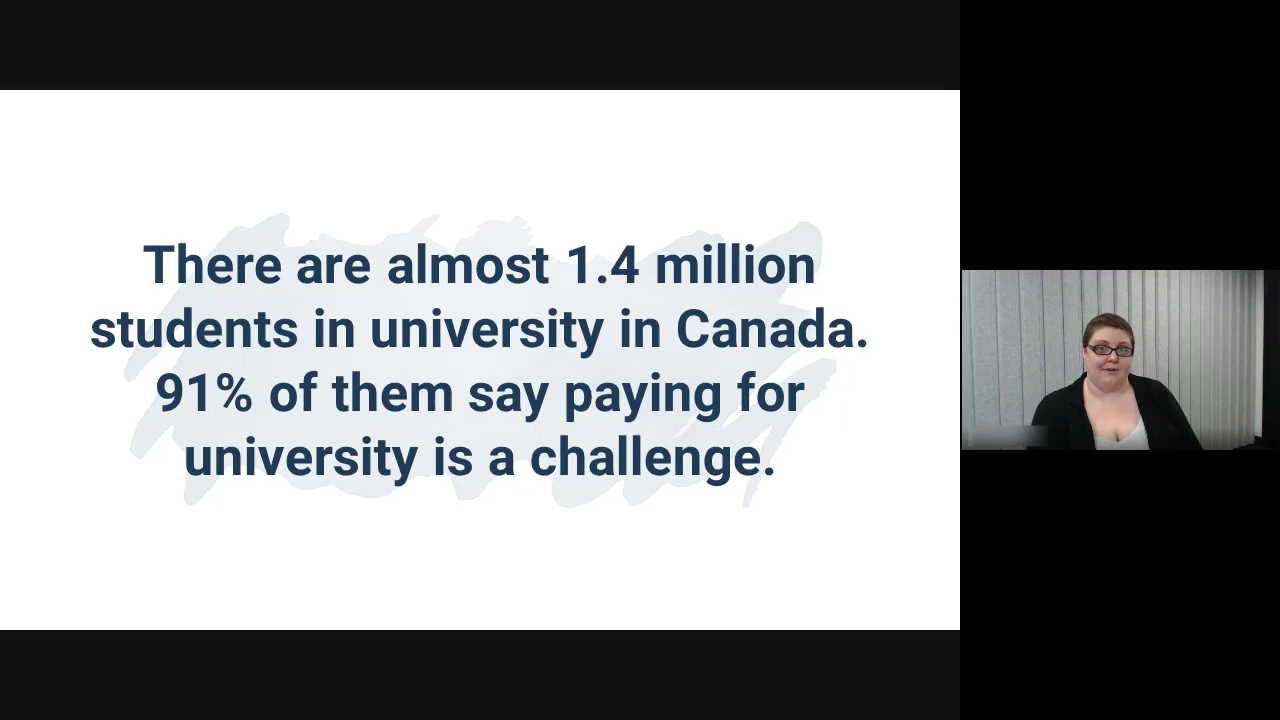 There are almost 1.4 million
students in university in Canada.
91% of them say paying for
university is a challenge.